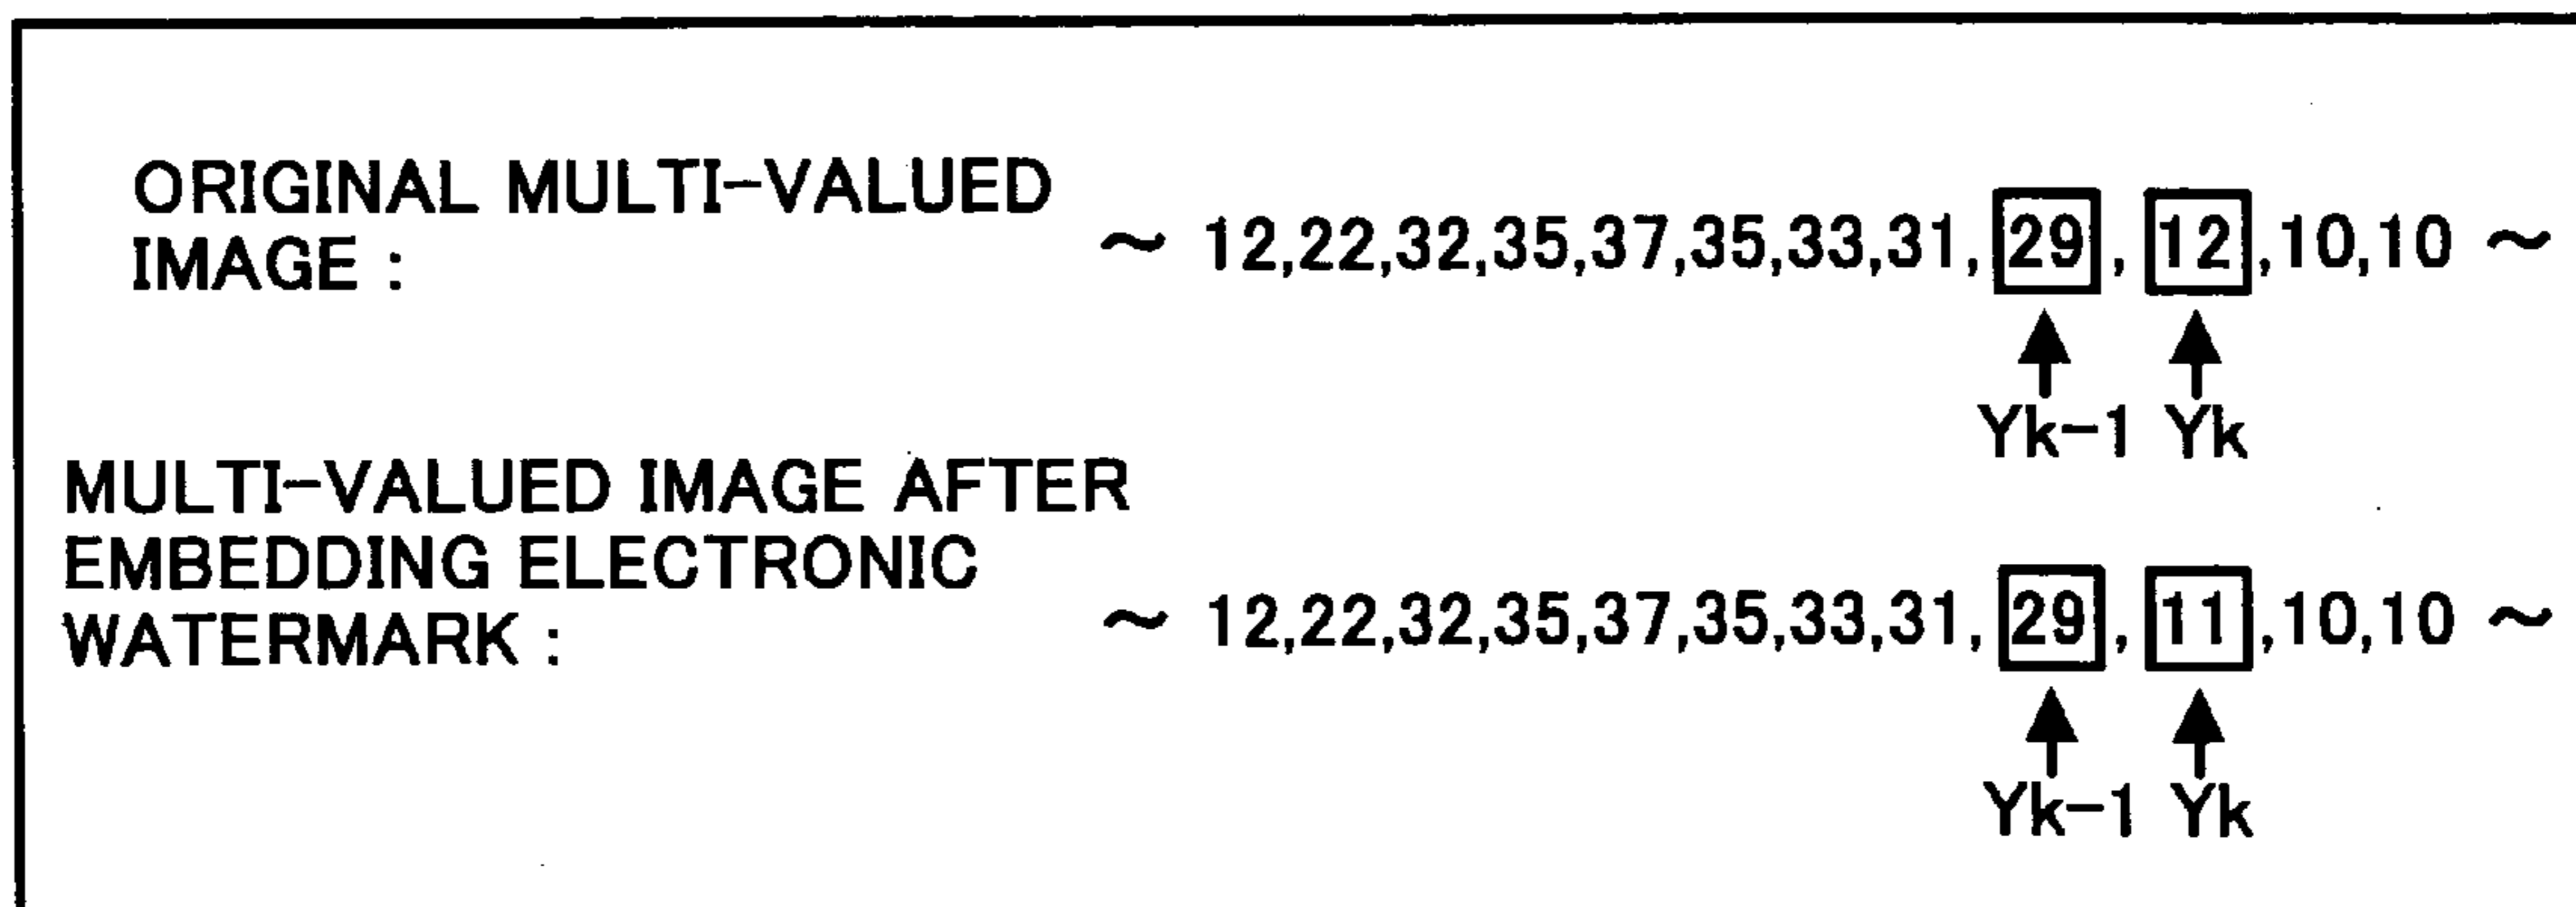 ORIGINAL MULTI-VALUED
IMAGE : ~ 12,22,32,35,37,35,33,31, 29, 12,10,10 ~
Yk-1 Yk
MULTI-VALUED IMAGE AFTER
EMBEDDING ELECTRONIC
WATERMARK : ~ 12,22,32,35,37,35,33,31, 29, 11,10,10 ~
Yk-1 Yk